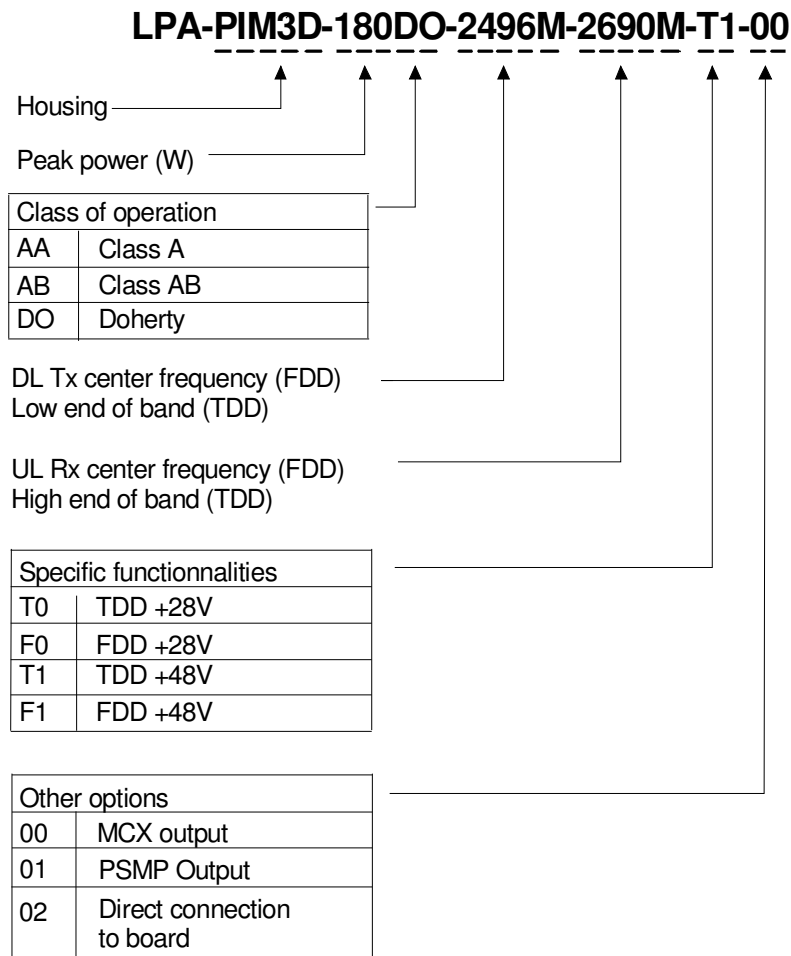 LPA-PIM3D-180DO-2496M-2690M-T1-00
Housing
Peak power (W)
Class of operation
AA Class A
AB Class AB
DO Doherty
DL Tx center frequency (FDD)
Low end of band (TDD)
UL Rx center frequency (FDD)
High end of band (TDD)
Specific functionnalities
T0 TDD +28V
F0 FDD +28V
T1 TDD +48V
F1 FDD +48V
Other options
00 MCX output
01 PSMP Output
02 Direct connection
to board